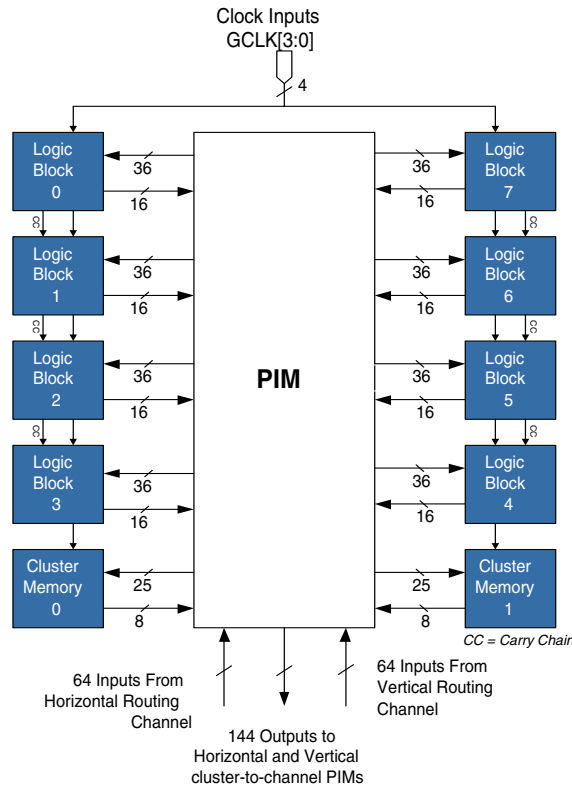 Clock Inputs
GCLK[3:0]
4
Logic
Block
0
36
16
36
16
Logic
Block
7
CC
CC
Logic
Block
1
36
16
36
16
Logic
Block
6
CC
CC
Logic
Block
2
36
16
PIM
36
16
Logic
Block
5
CC
CC
Logic
Block
3
36
16
36
16
Logic
Block
4
Cluster
Memory
0
25
8
25
8
Cluster
Memory
1
CC = Carry Chain
64 Inputs From
Horizontal Routing
Channel
64 Inputs From
Vertical Routing
Channel
144 Outputs to
Horizontal and Vertical
cluster-to-channel PIMs